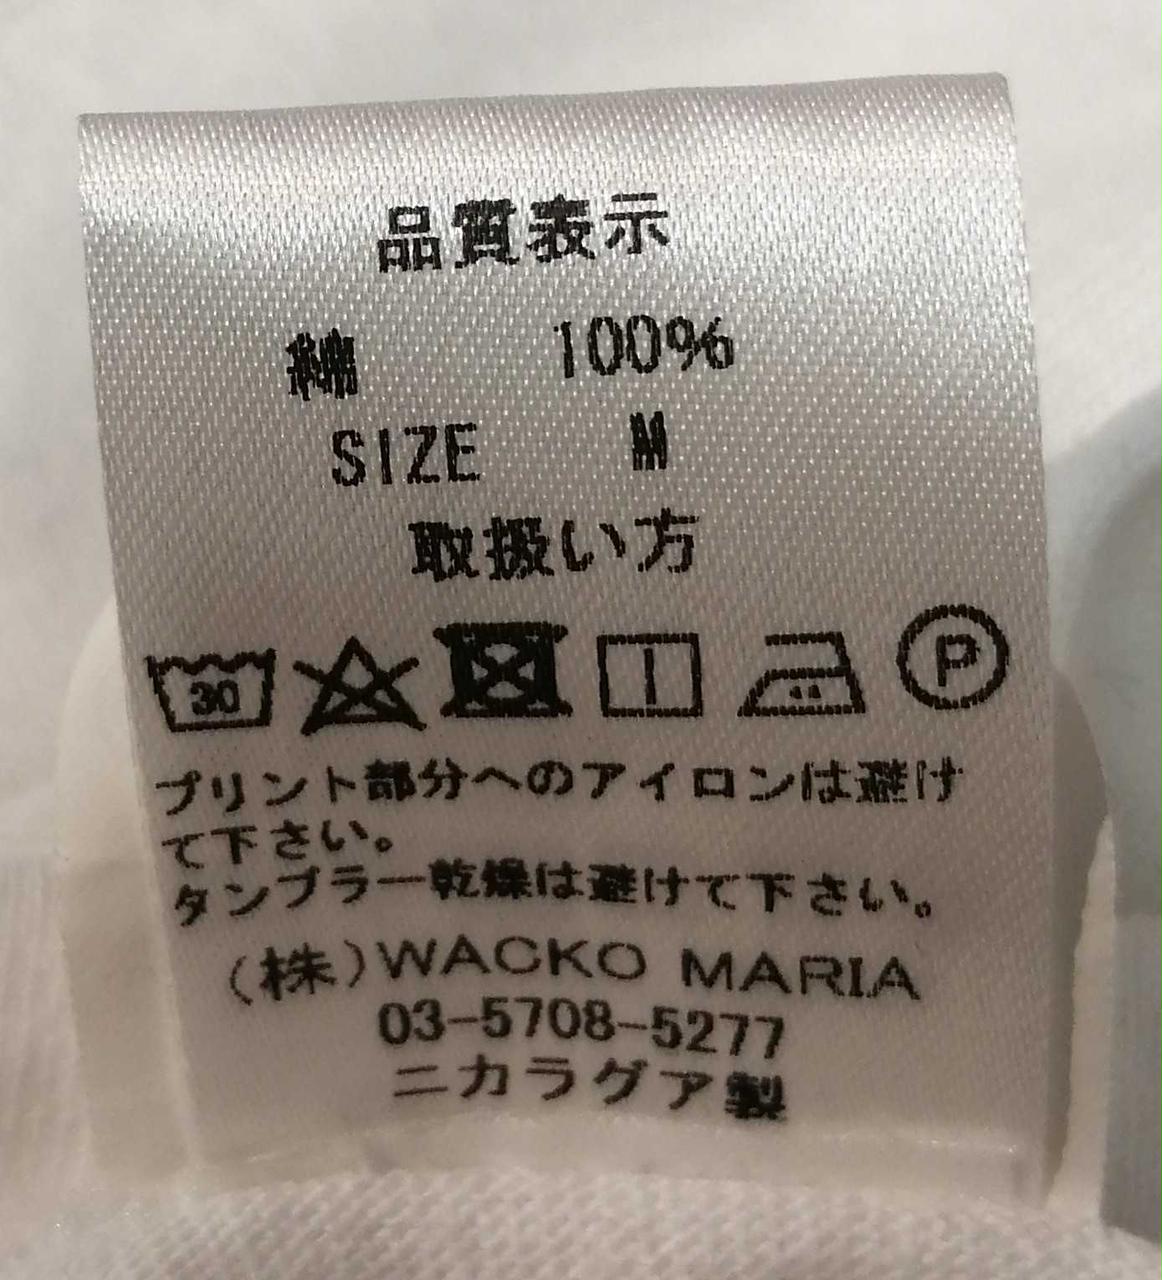 品質表示
綿 100%
SIZE M
取扱い方
30 P
プリント部分へのアイロンは避け
て下さい。
タンブラー乾燥は避けて下さい。
(株)WACKO MARIA
03-5708-5277
ニカラグア製